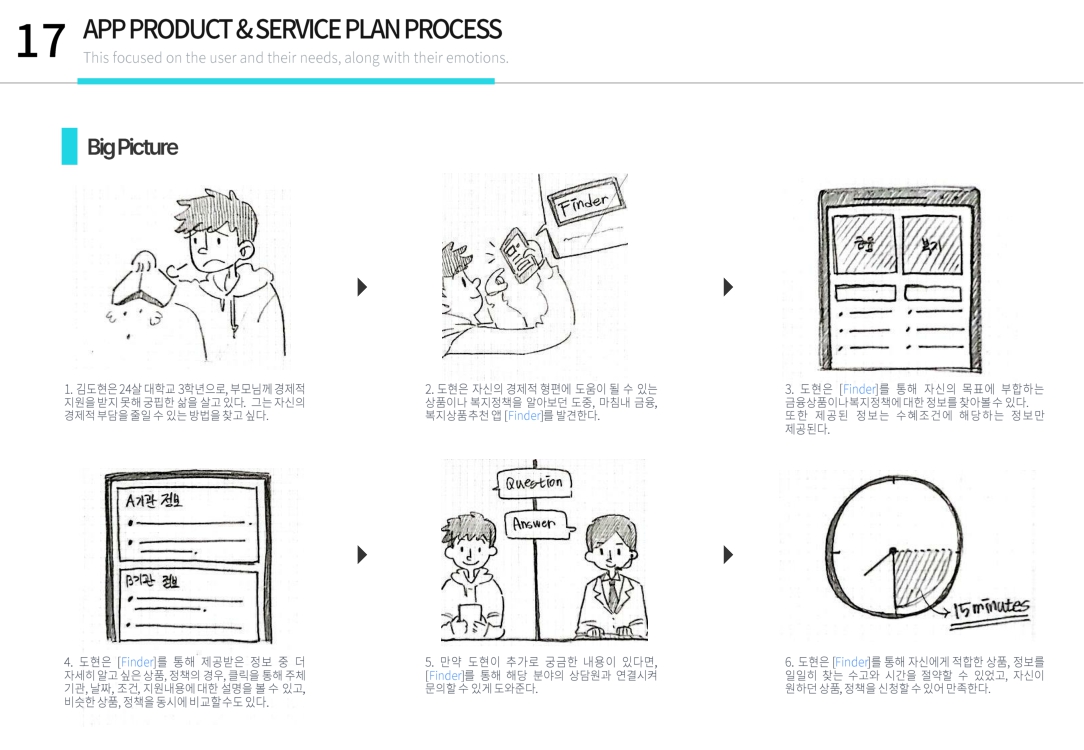 17
APP PRODUCT & SERVICE PLAN PROCESS
This focused on the user and their needs, along with their emotions.
Big Picture
1. 김도현은 24살 대학교 3학년으로, 부모님께 경제적
지원을 받지 못해 궁핍한 삶을 살고 있다. 그는 자신의
경제적 부담을 줄일 수 있는 방법을 찾고 싶다.
Finder
2. 도현은 자신의 경제적 형편에 도움이 될 수 있는
상품이나 복지정책을 알아보던 도중, 마침내 금융,
복지상품 추천 앱 [Finder]를 발견한다.
3. 도현은 [Finder]를 통해 자신의 목표에 부합하는
금융상품이나 복지정책에 대한 정보를 찾아볼 수 있다.
또한 제공된 정보는 수혜조건에 해당하는 정보만
제공된다.
A기관 정보
B기관 정보
4. 도현은 [Finder]를 통해 제공받은 정보 중 더
자세히 알고 싶은 상품, 정책의 경우, 클릭을 통해 주체
기관, 날짜, 조건, 지원내용에 대한 설명을 볼 수 있고,
비슷한 상품, 정책을 동시에 비교할 수도 있다.
Question
Answer
5. 만약 도현이 추가로 궁금한 내용이 있다면,
[Finder]를 통해 해당 분야의 상담원과 연결시켜
문의할 수 있게 도와준다.
15 minutes
6. 도현은 [Finder]를 통해 자신에게 적합한 상품, 정보를
일일히 찾는 수고와 시간을 절약할 수 있었고, 자신이
원하던 상품, 정책을 신청할 수 있어 만족한다.